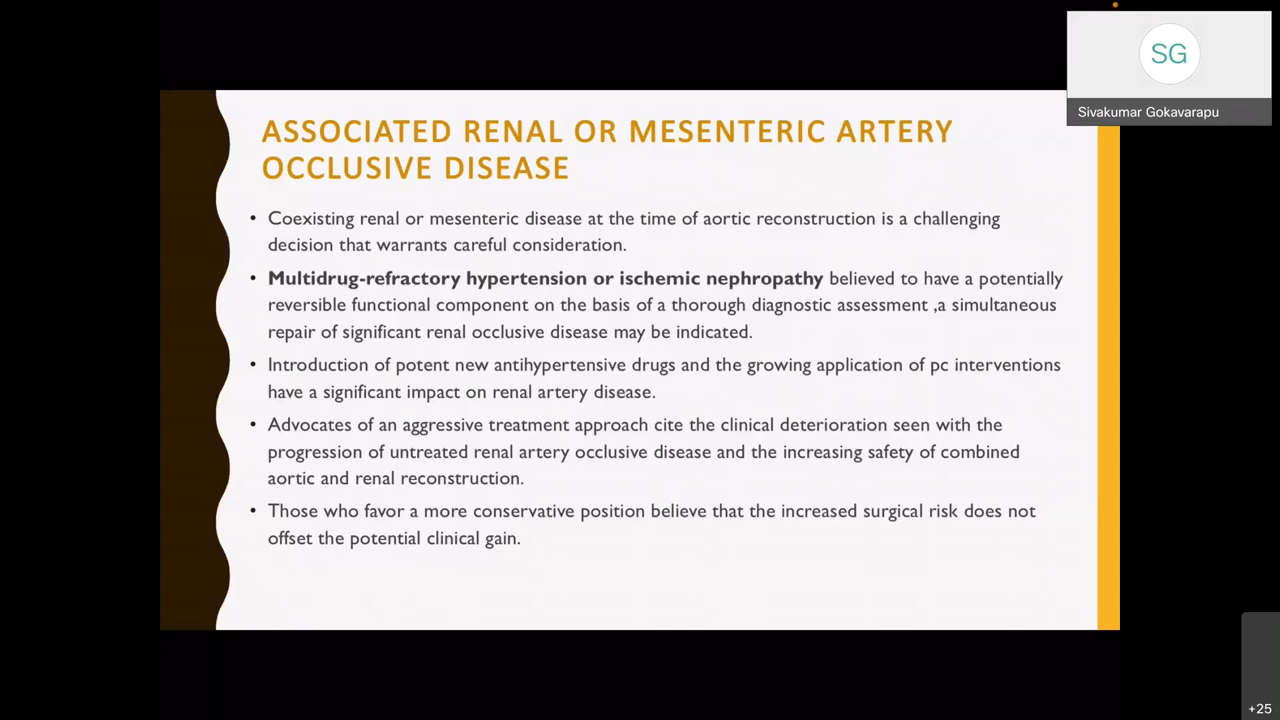 SG
Sivakumar Gokavarapu
ASSOCIATED RENAL OR MESENTERIC ARTERY
OCCLUSIVE DISEASE
• Coexisting renal or mesenteric disease at the time of aortic reconstruction is a challenging
decision that warrants careful consideration.
• Multidrug-refractory hypertension or ischemic nephropathy believed to have a potentially
reversible functional component on the basis of a thorough diagnostic assessment ,a simultaneous
repair of significant renal occlusive disease may be indicated.
• Introduction of potent new antihypertensive drugs and the growing application of pc interventions
have a significant impact on renal artery disease.
• Advocates of an aggressive treatment approach cite the clinical deterioration seen with the
progression of untreated renal artery occlusive disease and the increasing safety of combined
aortic and renal reconstruction.
• Those who favor a more conservative position believe that the increased surgical risk does not
offset the potential clinical gain.
+25